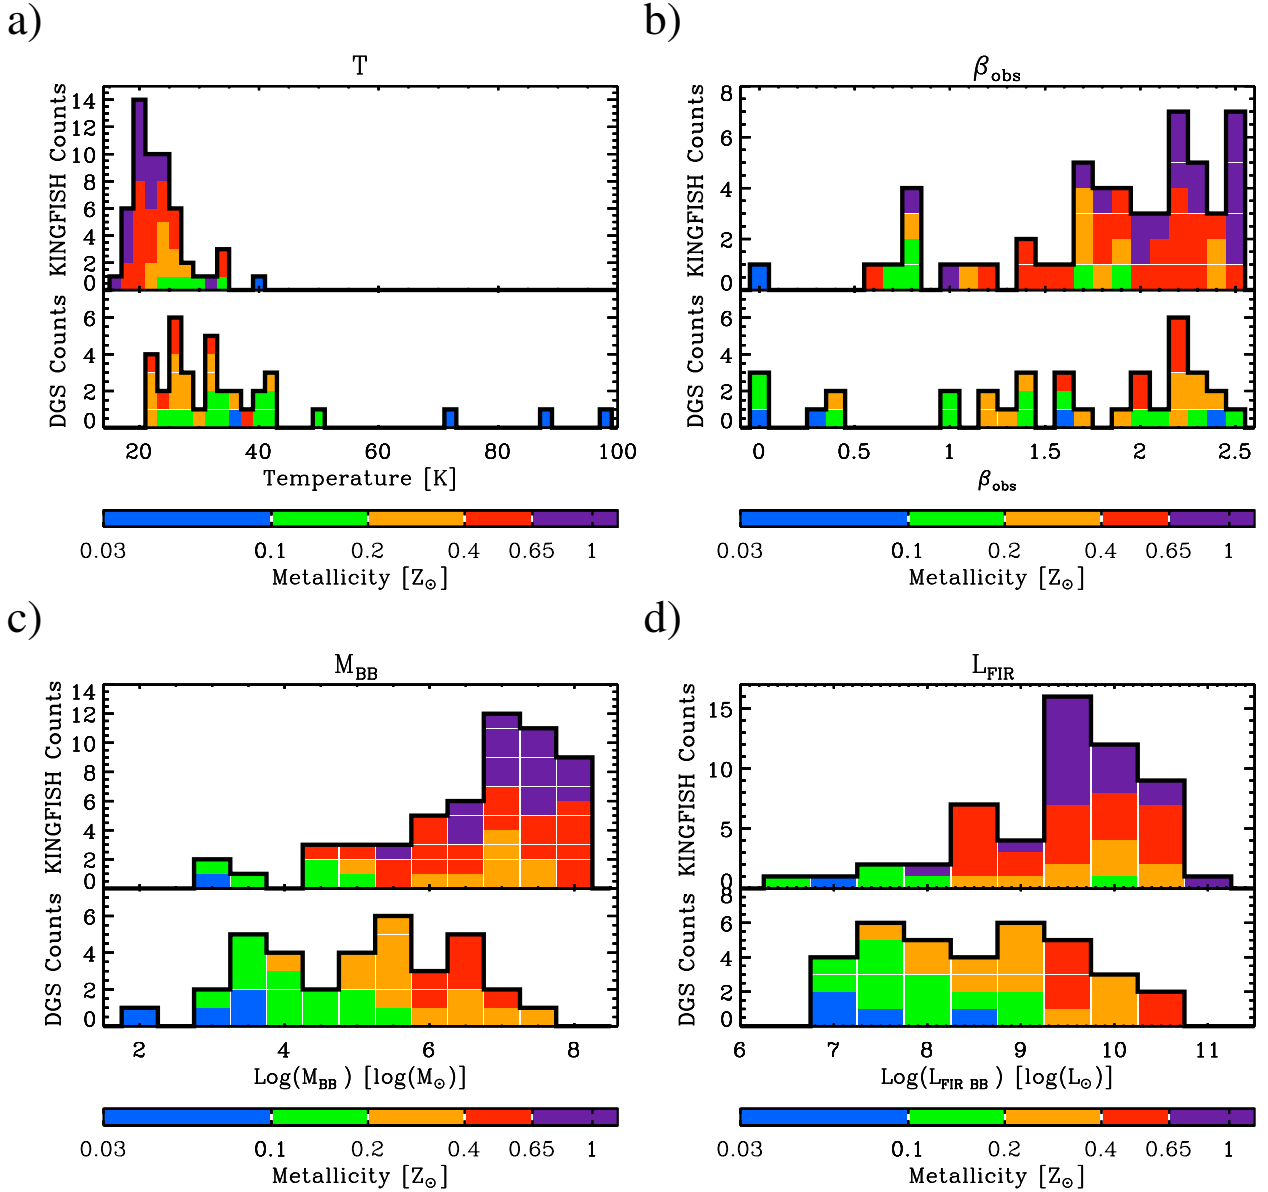 a)
b)
T
β_obs
KINGFISH Counts
14
12
10
8
6
4
2
0
DGS Counts
6
4
2
0
20 40 60 80 100
Temperature [K]
0.03 0.1 0.2 0.4 0.65 1
Metallicity [Z⊙]
KINGFISH Counts
8
6
4
2
0
DGS Counts
6
4
2
0
0 0.5 1 1.5 2 2.5
β_obs
0.03 0.1 0.2 0.4 0.65 1
Metallicity [Z⊙]
c)
d)
M_BB
L_FIR
KINGFISH Counts
14
12
10
8
6
4
2
0
DGS Counts
6
4
2
0
2 4 6 8
Log(M_BB) [log(M⊙)]
0.03 0.1 0.2 0.4 0.65 1
Metallicity [Z⊙]
KINGFISH Counts
15
10
5
0
DGS Counts
8
6
4
2
0
6 7 8 9 10 11
Log(L_FIR BB) [log(L⊙)]
0.03 0.1 0.2 0.4 0.65 1
Metallicity [Z⊙]